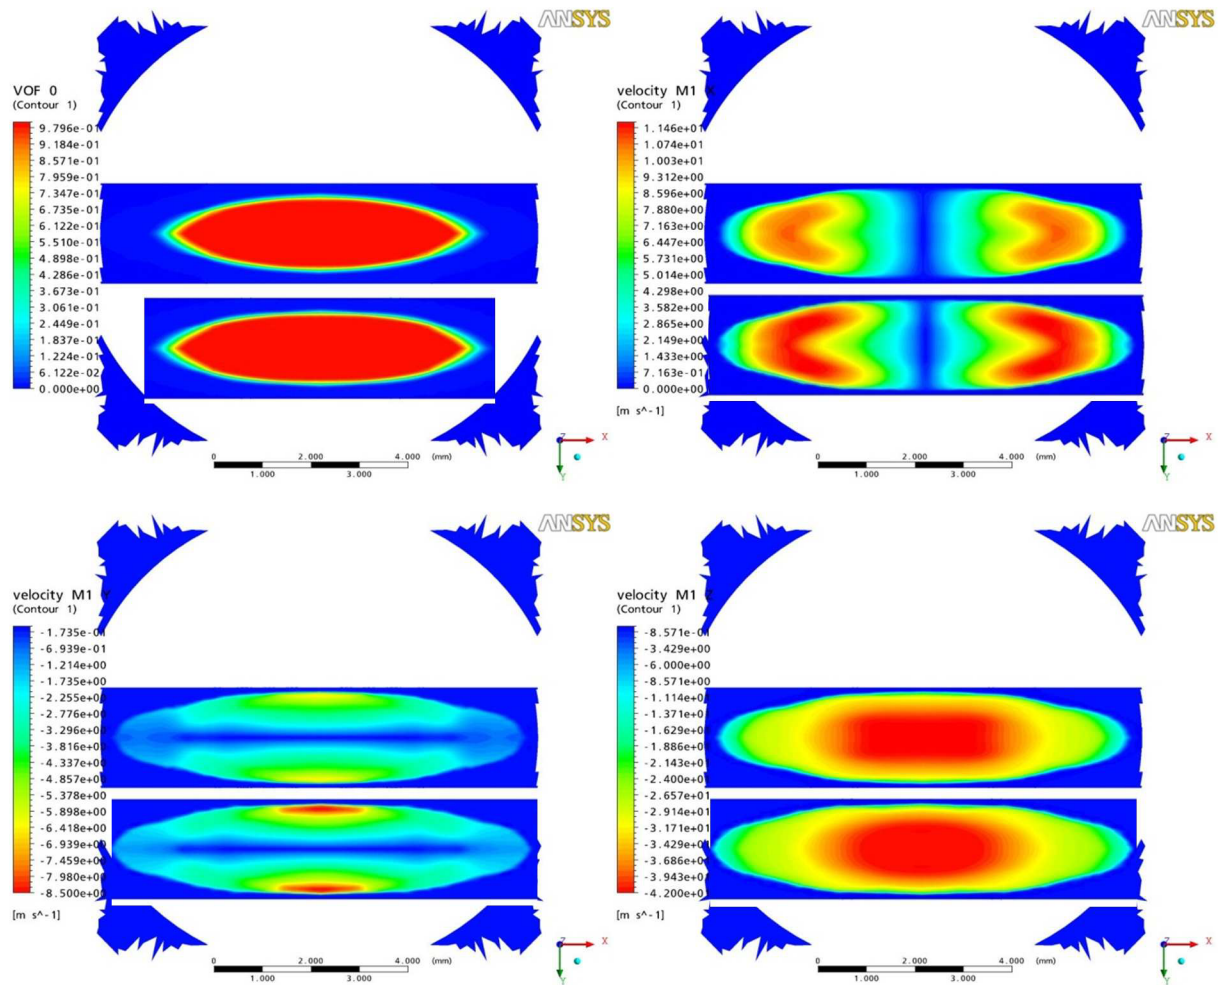 ANSYS
VOF 0
(Contour 1)
9.796e-01
9.184e-01
8.571e-01
7.959e-01
7.347e-01
6.735e-01
6.122e-01
5.510e-01
4.898e-01
4.286e-01
3.673e-01
3.061e-01
2.449e-01
1.837e-01
1.224e-01
6.122e-02
0.000e+00
X
Y
Z
0 2.000 4.000 (mm)
1.000 3.000
ANSYS
velocity M1 X
(Contour 1)
1.146e+01
1.074e+01
1.003e+01
9.312e+00
8.596e+00
7.880e+00
7.163e+00
6.447e+00
5.731e+00
5.014e+00
4.298e+00
3.582e+00
2.865e+00
2.149e+00
1.433e+00
7.163e-01
0.000e+00
[m s^-1]
X
Y
Z
0 2.000 4.000 (mm)
1.000 3.000
ANSYS
velocity M1 Y
(Contour 1)
-1.735e-01
-6.939e-01
-1.214e+00
-1.735e+00
-2.255e+00
-2.776e+00
-3.296e+00
-3.816e+00
-4.337e+00
-4.857e+00
-5.378e+00
-5.898e+00
-6.418e+00
-6.939e+00
-7.459e+00
-7.980e+00
-8.500e+00
[m s^-1]
X
Y
Z
0 2.000 4.000 (mm)
1.000 3.000
ANSYS
velocity M1 Z
(Contour 1)
-8.571e-01
-3.429e+00
-6.000e+00
-8.571e+00
-1.114e+01
-1.371e+01
-1.629e+01
-1.886e+01
-2.143e+01
-2.400e+01
-2.657e+01
-2.914e+01
-3.171e+01
-3.429e+01
-3.686e+01
-3.943e+01
-4.200e+01
[m s^-1]
X
Y
Z
0 2.000 4.000 (mm)
1.000 3.000